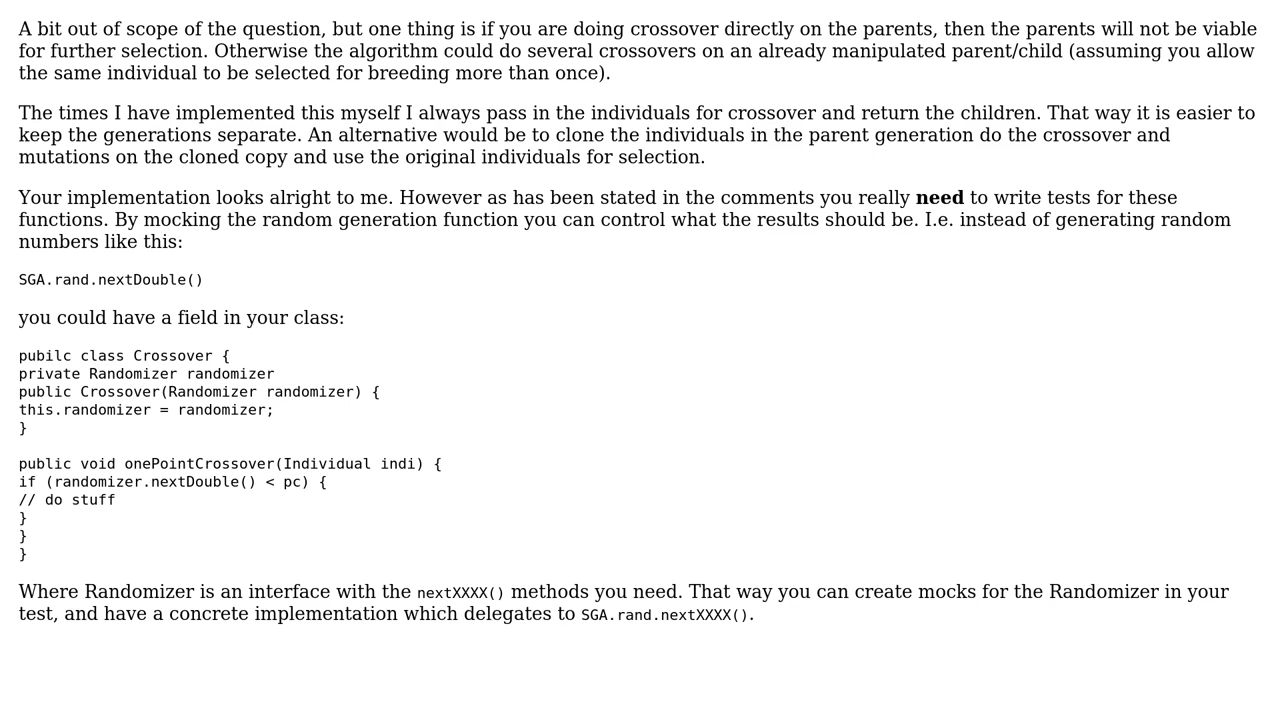 A bit out of scope of the question, but one thing is if you are doing crossover directly on the parents, then the parents will not be viable
for further selection. Otherwise the algorithm could do several crossovers on an already manipulated parent/child (assuming you allow
the same individual to be selected for breeding more than once).
The times I have implemented this myself I always pass in the individuals for crossover and return the children. That way it is easier to
keep the generations separate. An alternative would be to clone the individuals in the parent generation do the crossover and
mutations on the cloned copy and use the original individuals for selection.
Your implementation looks alright to me. However as has been stated in the comments you really need to write tests for these
functions. By mocking the random generation function you can control what the results should be. I.e. instead of generating random
numbers like this:
SGA.rand.nextDouble()
you could have a field in your class:
pubilc class Crossover {
private Randomizer randomizer
public Crossover(Randomizer randomizer) {
this.randomizer = randomizer;
}
public void onePointCrossover(Individual indi) {
if (randomizer.nextDouble() < pc) {
// do stuff
}
}
}
Where Randomizer is an interface with the nextXXXX() methods you need. That way you can create mocks for the Randomizer in your
test, and have a concrete implementation which delegates to SGA.rand.nextXXXX().